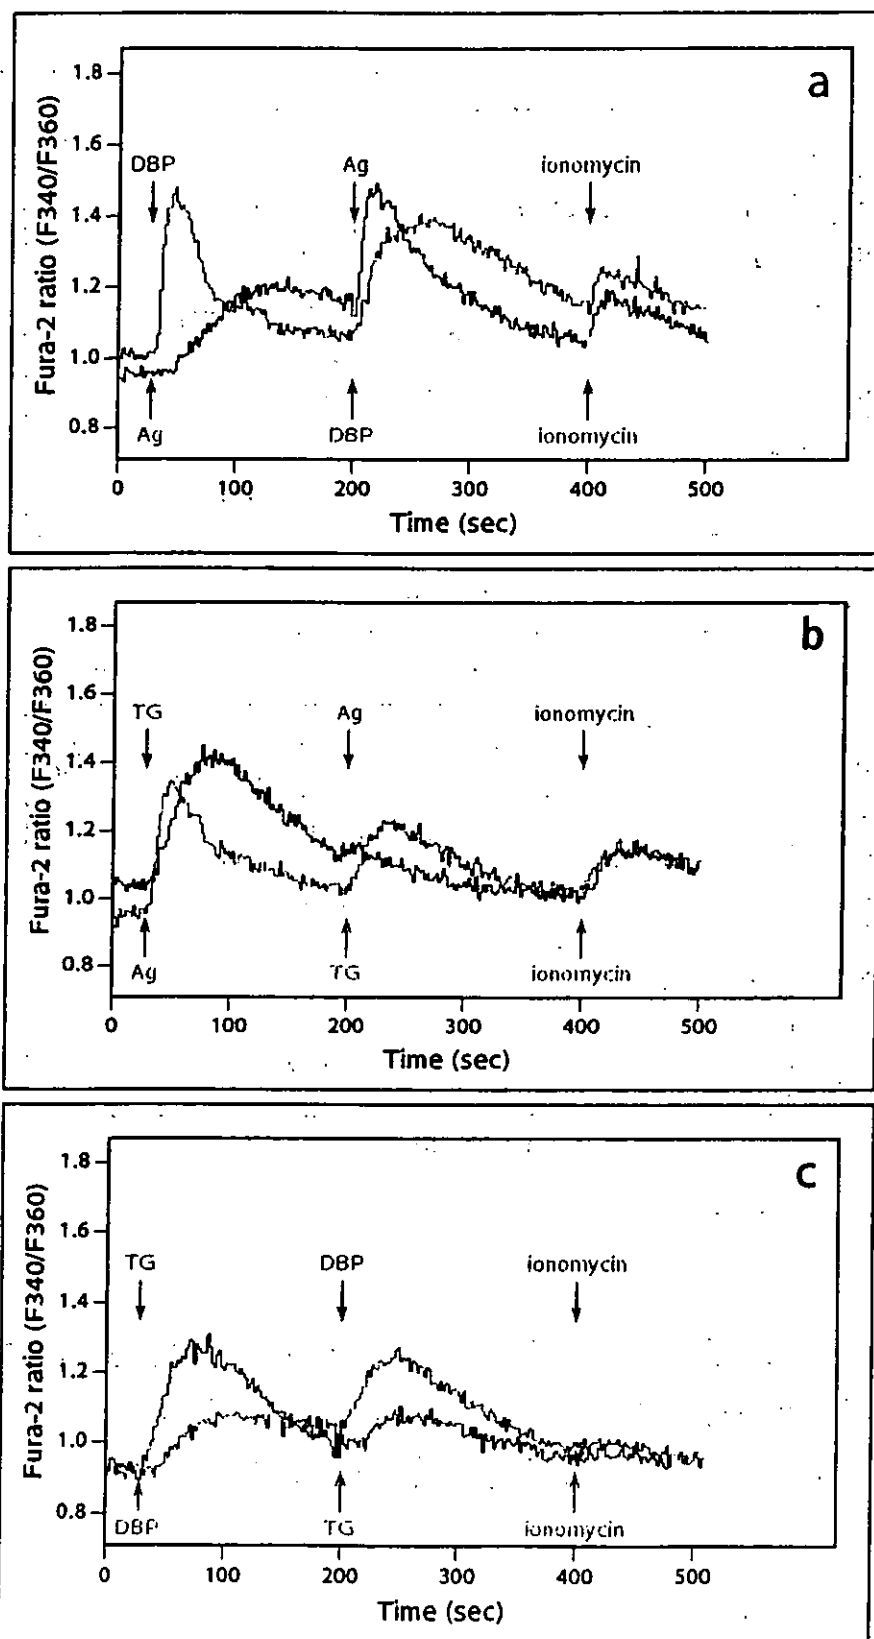 a
Fura-2 ratio (F340/F360)
1.8
1.6
1.4
1.2
1.0
0.8
DBP Ag ionomycin
Ag DBP ionomycin
0 100 200 300 400 500
Time (sec)
b
Fura-2 ratio (F340/F360)
1.8
1.6
1.4
1.2
1.0
0.8
TG Ag ionomycin
Ag TG ionomycin
0 100 200 300 400 500
Time (sec)
c
Fura-2 ratio (F340/F360)
1.8
1.6
1.4
1.2
1.0
0.8
TG DBP ionomycin
DBP TG ionomycin
0 100 200 300 400 500
Time (sec)